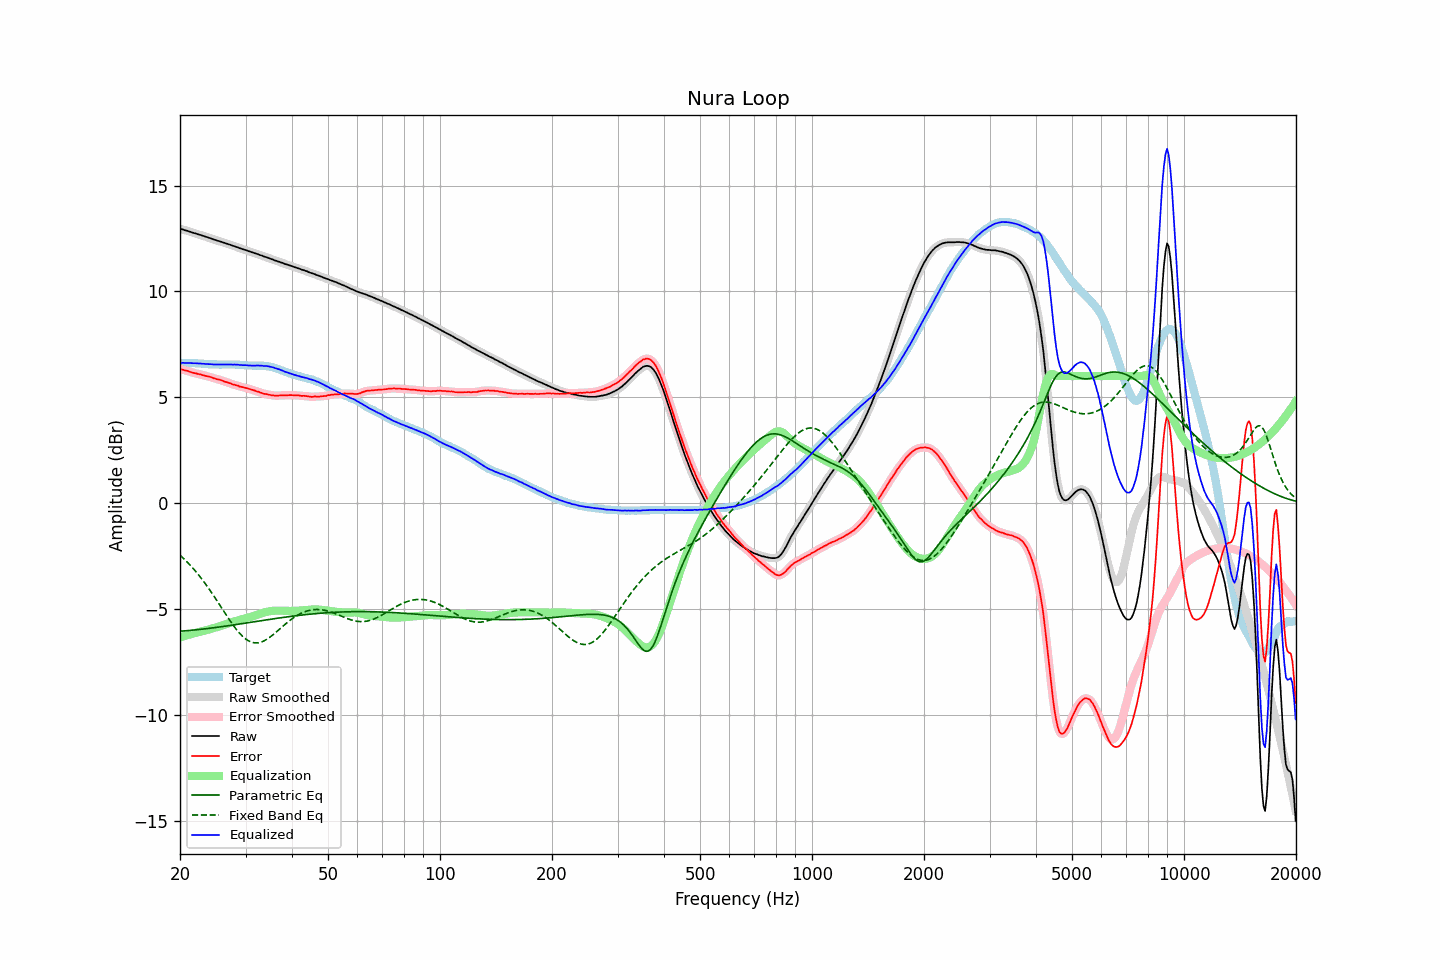 Nura Loop
Amplitude (dBr)
15
10
5
0
−5
−10
−15
Target
Raw Smoothed
Error Smoothed
Raw
Error
Equalization
Parametric Eq
Fixed Band Eq
Equalized
20 50 100 200 500 1000 2000 5000 10000 20000
Frequency (Hz)